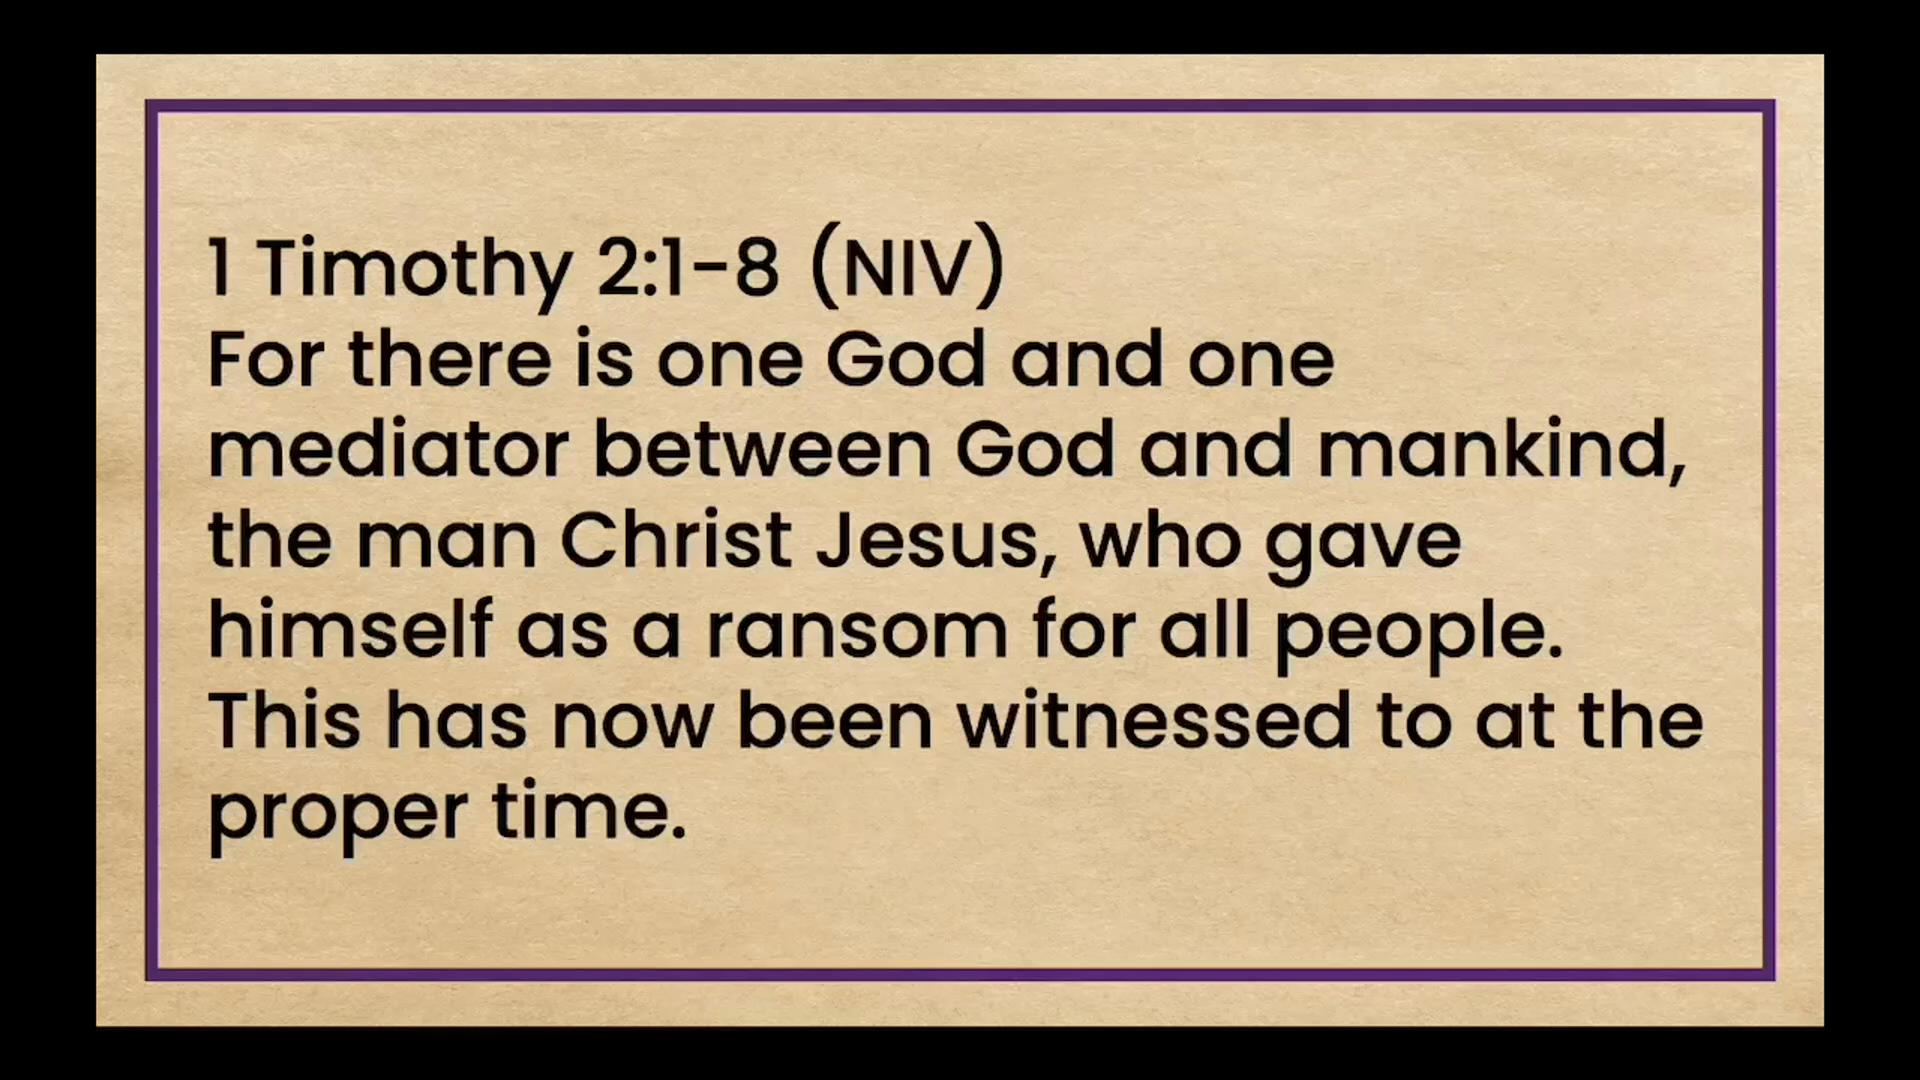 1 Timothy 2:1-8 (NIV)
For there is one God and one
mediator between God and mankind,
the man Christ Jesus, who gave
himself as a ransom for all people.
This has now been witnessed to at the
proper time.